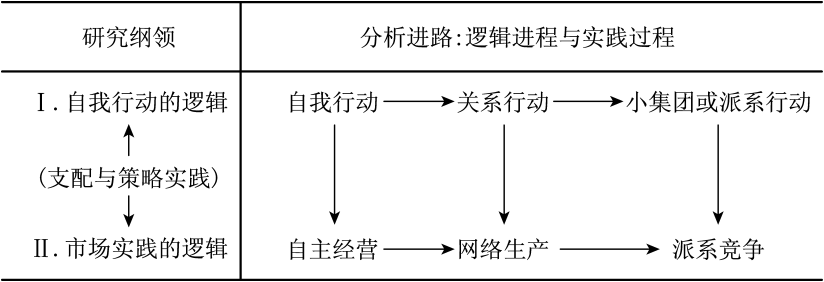 研究纲领 分析进路:逻辑进程与实践过程
Ⅰ.自我行动的逻辑 自我行动 关系行动 小集团或派系行动
(支配与策略实践)
Ⅱ.市场实践的逻辑 自主经营 网络生产 派系竞争